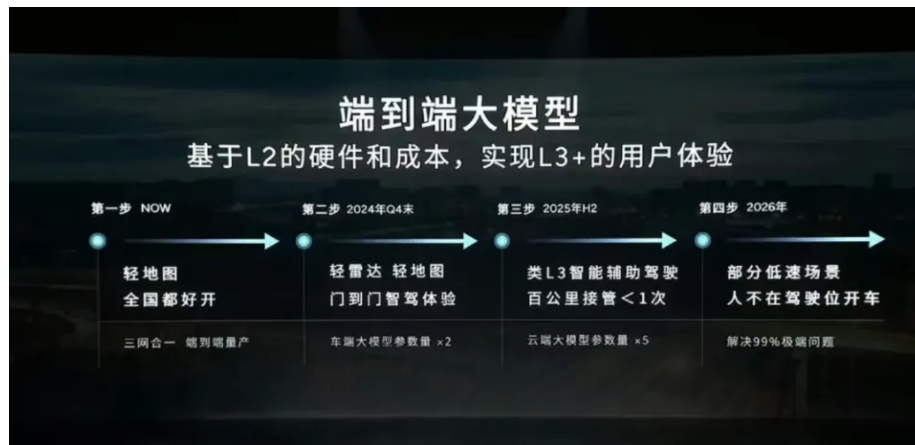 端到端大模型
基于L2的硬件和成本，实现L3+的用户体验
第一步 NOW
轻地图
全国都好开
三网合一 端到端量产
第二步 2024年Q4末
轻雷达 轻地图
门到门智驾体验
车端大模型参数量 ×2
第三步 2025年H2
类L3智能辅助驾驶
百公里接管＜1次
云端大模型参数量 ×5
第四步 2026年
部分低速场景
人不在驾驶位开车
解决99%极端问题